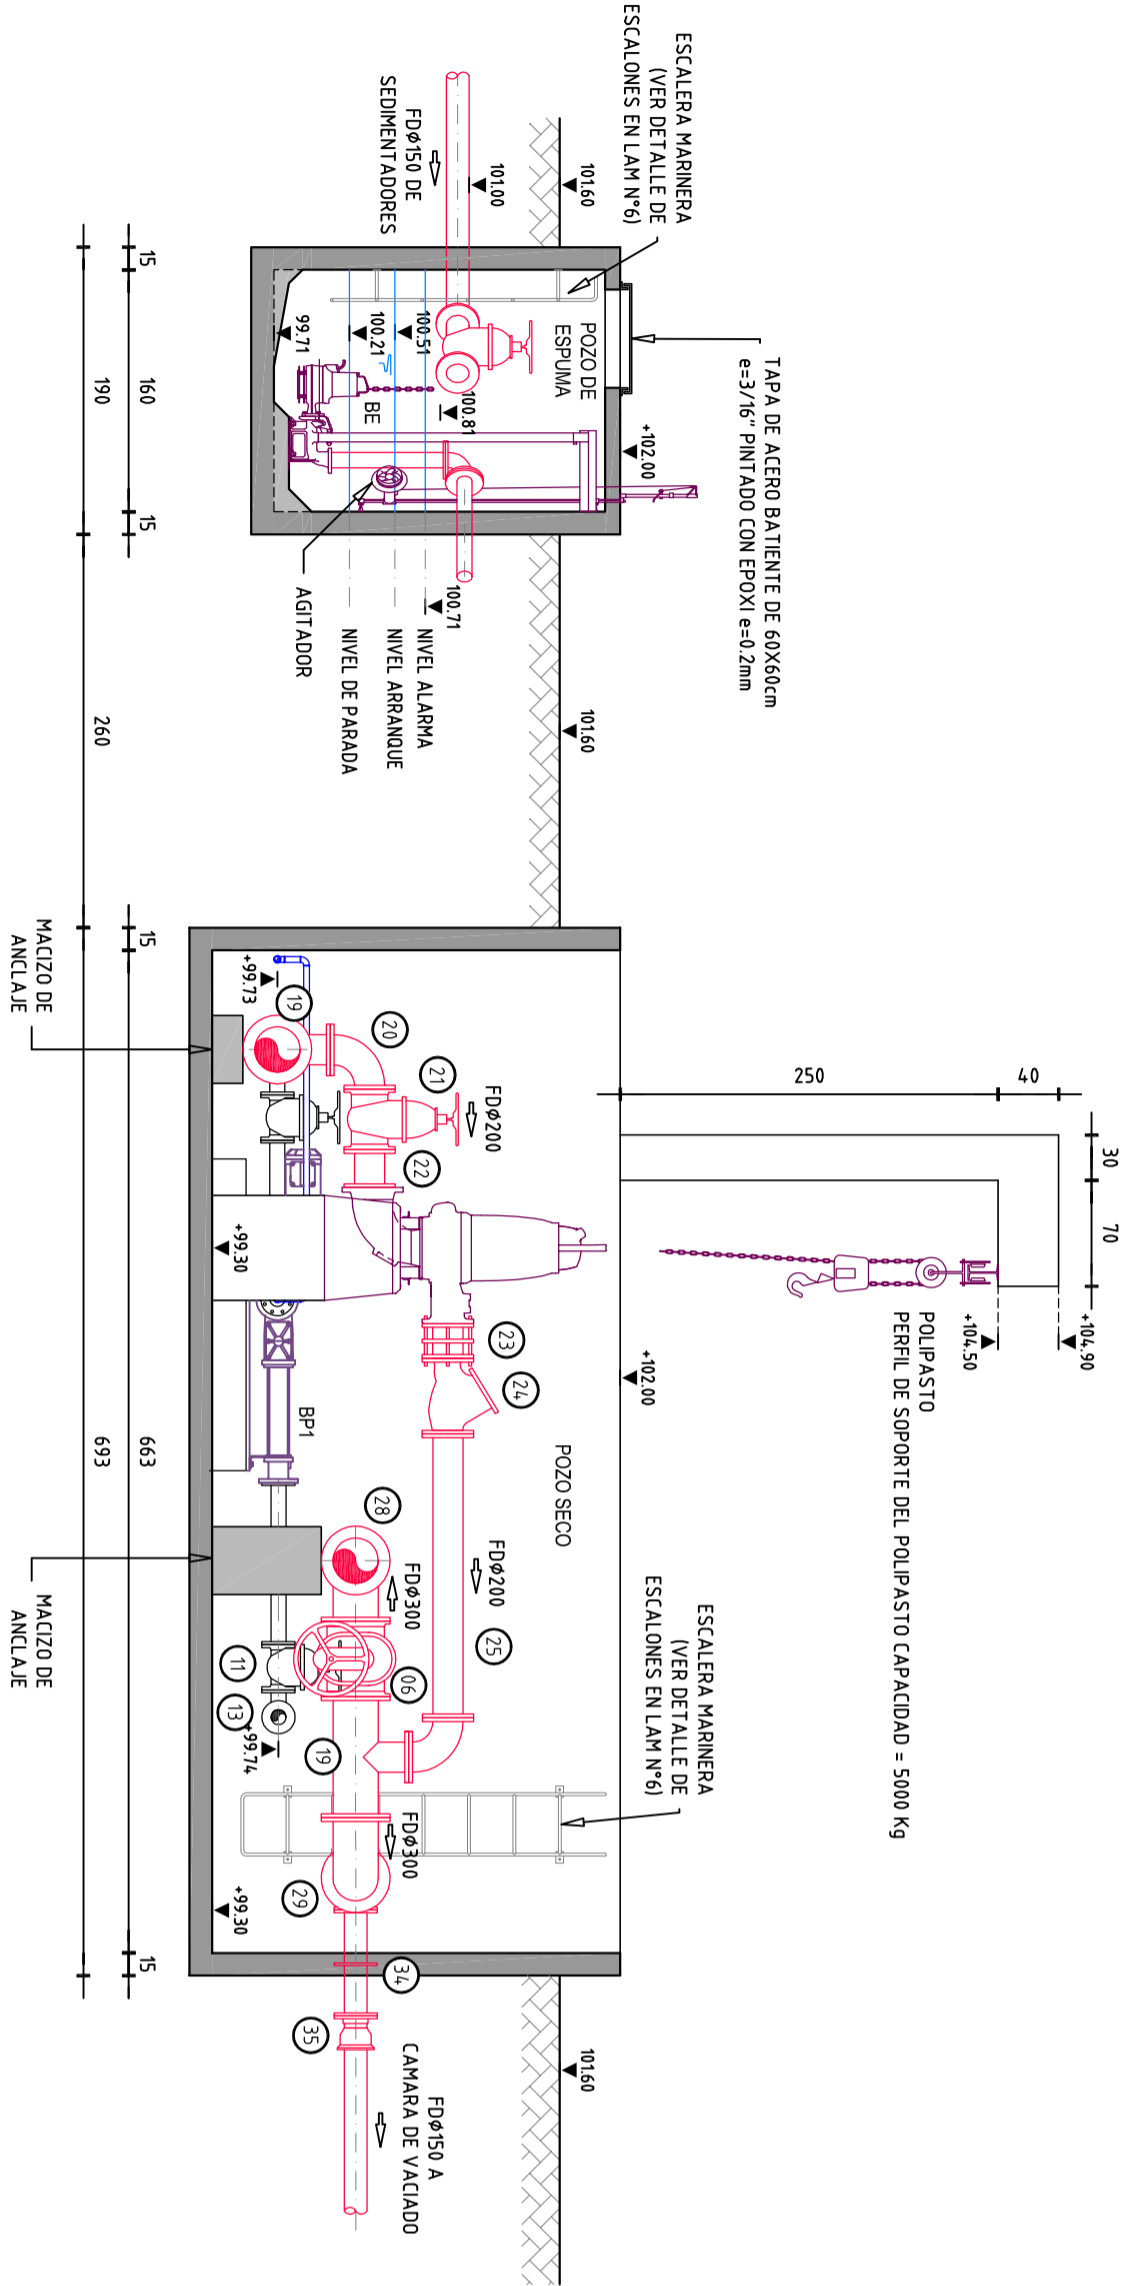 TAPA DE ACERO BATIENTE DE 60X60cm
e=3/16" PINTADO CON EPOXI e=0.2mm
ESCALERA MARINERA
(VER DETALLE DE
ESCALONES EN LAM N°6)
101.60
101.00
FDϕ150 DE
SEDIMENTADORES
POZO DE
ESPUMA
+102.00
100.81
100.51
100.21
99.71
BE
100.71
NIVEL ALARMA
NIVEL ARRANQUE
NIVEL DE PARADA
AGITADOR
101.60
15
160
15
190
260
30
70
250
40
+104.90
+104.50
POLIPASTO
PERFIL DE SOPORTE DEL POLIPASTO CAPACIDAD = 5000 Kg
+102.00
ESCALERA MARINERA
(VER DETALLE DE
ESCALONES EN LAM N°6)
POZO SECO
FDϕ200
FDϕ200
FDϕ300
FDϕ300
19
20
21
22
23
24
25
28
06
11
13
19
29
34
35
+99.73
+99.30
BP1
+99.74
+99.30
101.60
FDϕ150 A
CAMARA DE VACIADO
15
663
15
693
MACIZO DE
ANCLAJE
MACIZO DE
ANCLAJE